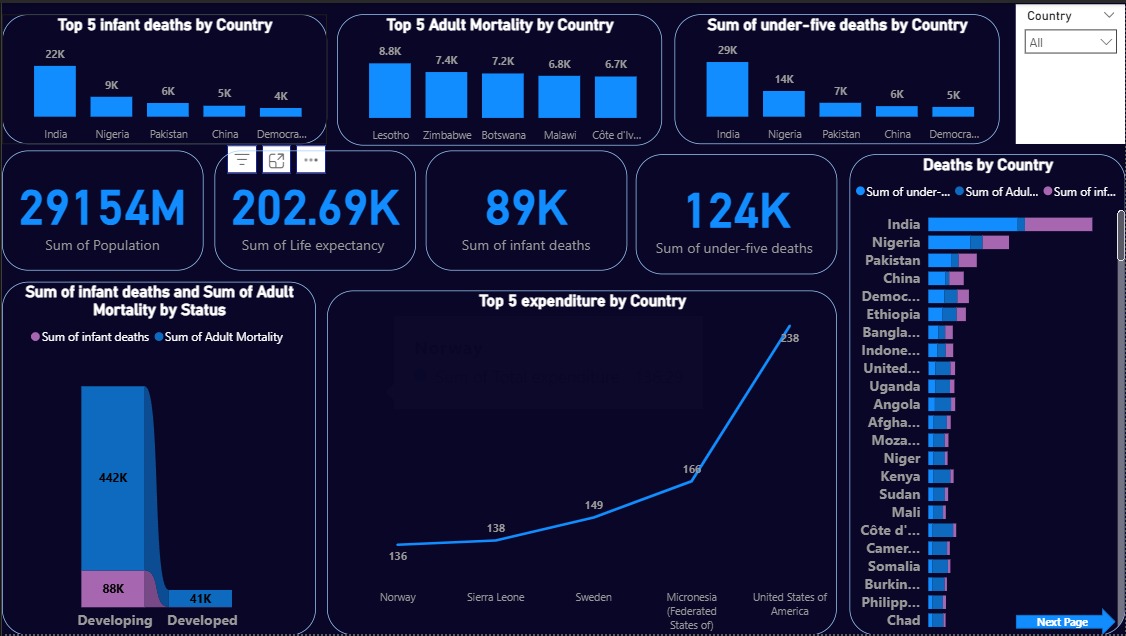 Top 5 infant deaths by Country
22K
9K
6K
5K
4K
India
Nigeria
Pakistan
China
Democra...
Top 5 Adult Mortality by Country
8.8K
7.4K
7.2K
6.8K
6.7K
Lesotho
Zimbabwe
Botswana
Malawi
Côte d'Iv...
Sum of under-five deaths by Country
29K
14K
7K
6K
5K
India
Nigeria
Pakistan
China
Democra...
Country
All
29154M
Sum of Population
202.69K
Sum of Life expectancy
89K
Sum of infant deaths
124K
Sum of under-five deaths
Deaths by Country
Sum of under-... Sum of Adul... Sum of inf...
India
Nigeria
Pakistan
China
Democ...
Ethiopia
Bangla...
Indone...
United...
Uganda
Angola
Afgha...
Moza...
Niger
Kenya
Sudan
Mali
Côte d'...
Camer...
Somalia
Burkin...
Philipp...
Chad
Next Page
Sum of infant deaths and Sum of Adult
Mortality by Status
Sum of infant deaths Sum of Adult Mortality
442K
88K
41K
Developing
Developed
Top 5 expenditure by Country
136
138
149
166
238
Norway
Sierra Leone
Sweden
Micronesia
(Federated
States of)
United States of
America